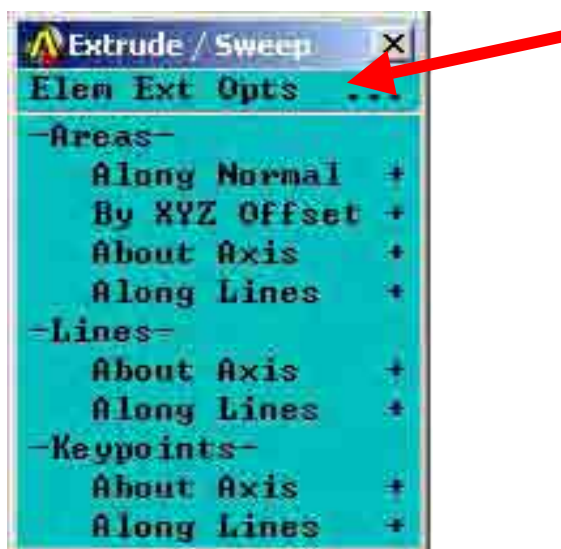 Extrude / Sweep X
Elem Ext Opts ...
-Areas-
Along Normal +
By XYZ Offset +
About Axis +
Along Lines +
-Lines-
About Axis +
Along Lines +
-Keypoints-
About Axis +
Along Lines +